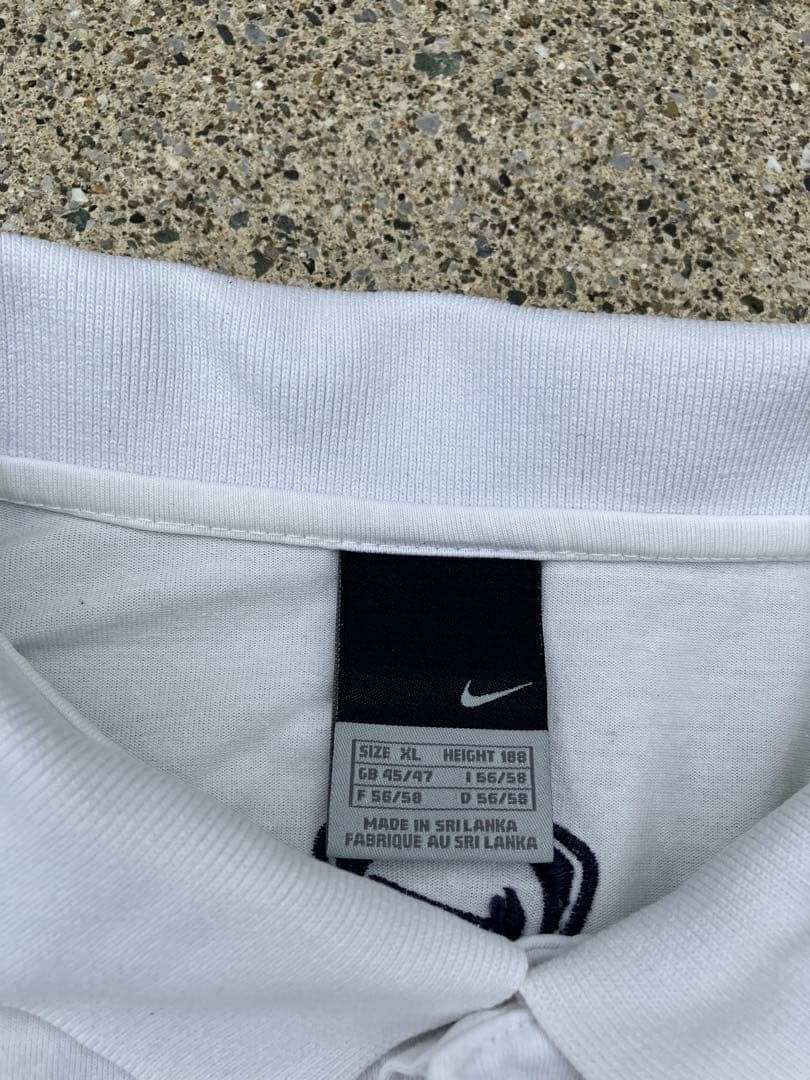 SIZE XL HEIGHT 188
GB 45/47 I 56/58
F 56/58 D 56/58
MADE IN SRI LANKA
FABRIQUE AU SRI LANKA